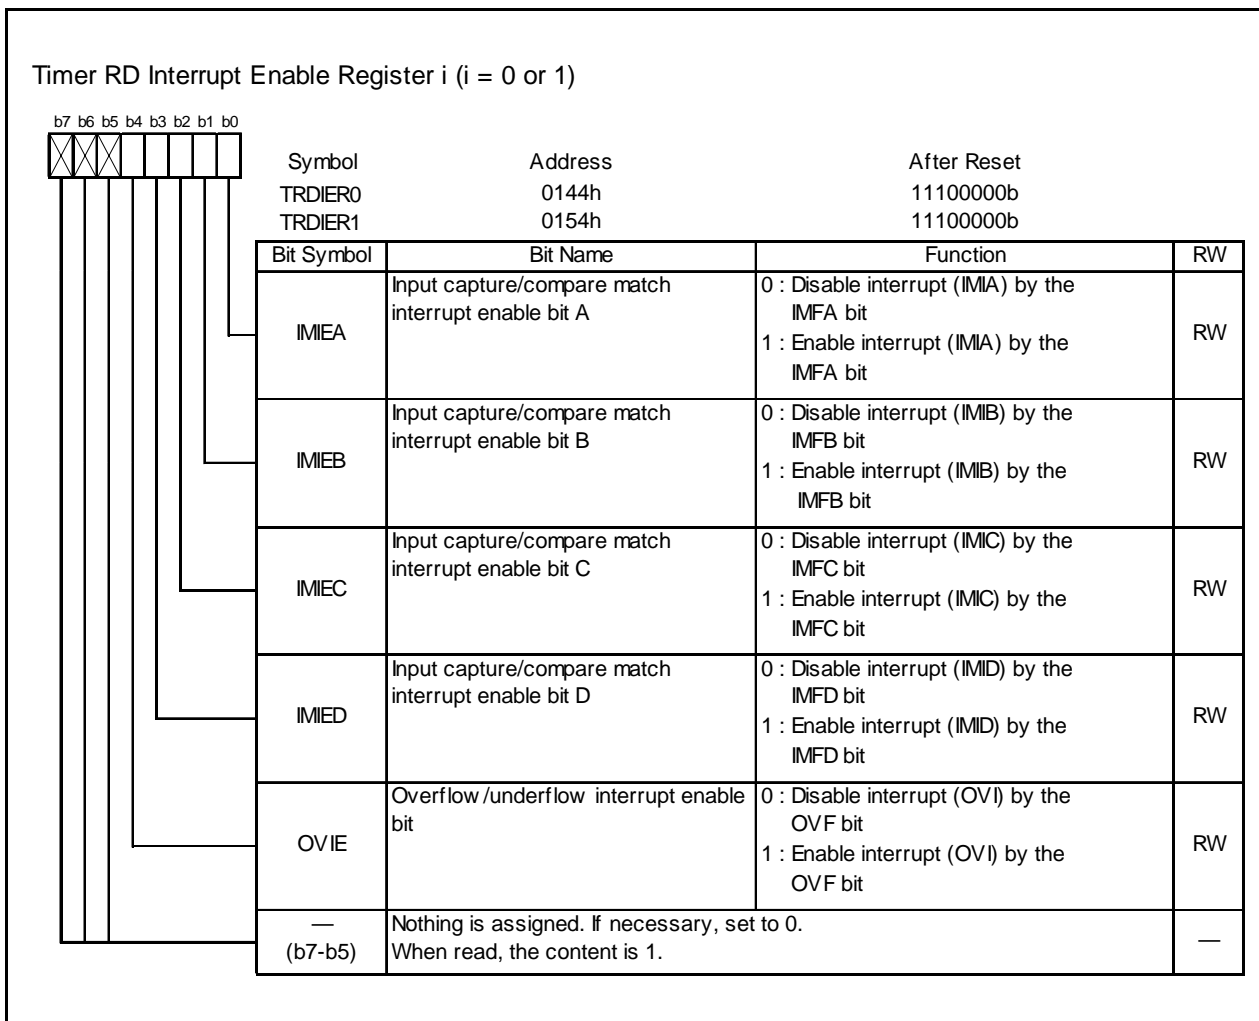 Timer RD Interrupt Enable Register i (i = 0 or 1)
b7 b6 b5 b4 b3 b2 b1 b0
Symbol Address After Reset
TRDIER0 0144h 11100000b
TRDIER1 0154h 11100000b
Bit Symbol Bit Name Function RW
IMIEA
Input capture/compare match
interrupt enable bit A
0 : Disable interrupt (IMIA) by the
IMFA bit
1 : Enable interrupt (IMIA) by the
IMFA bit
RW
IMIEB
Input capture/compare match
interrupt enable bit B
0 : Disable interrupt (IMIB) by the
IMFB bit
1 : Enable interrupt (IMIB) by the
IMFB bit
RW
IMIEC
Input capture/compare match
interrupt enable bit C
0 : Disable interrupt (IMIC) by the
IMFC bit
1 : Enable interrupt (IMIC) by the
IMFC bit
RW
IMIED
Input capture/compare match
interrupt enable bit D
0 : Disable interrupt (IMID) by the
IMFD bit
1 : Enable interrupt (IMID) by the
IMFD bit
RW
OVIE
Overflow/underflow interrupt enable
bit
0 : Disable interrupt (OVI) by the
OVF bit
1 : Enable interrupt (OVI) by the
OVF bit
RW
—
(b7-b5)
Nothing is assigned. If necessary, set to 0.
When read, the content is 1.
—